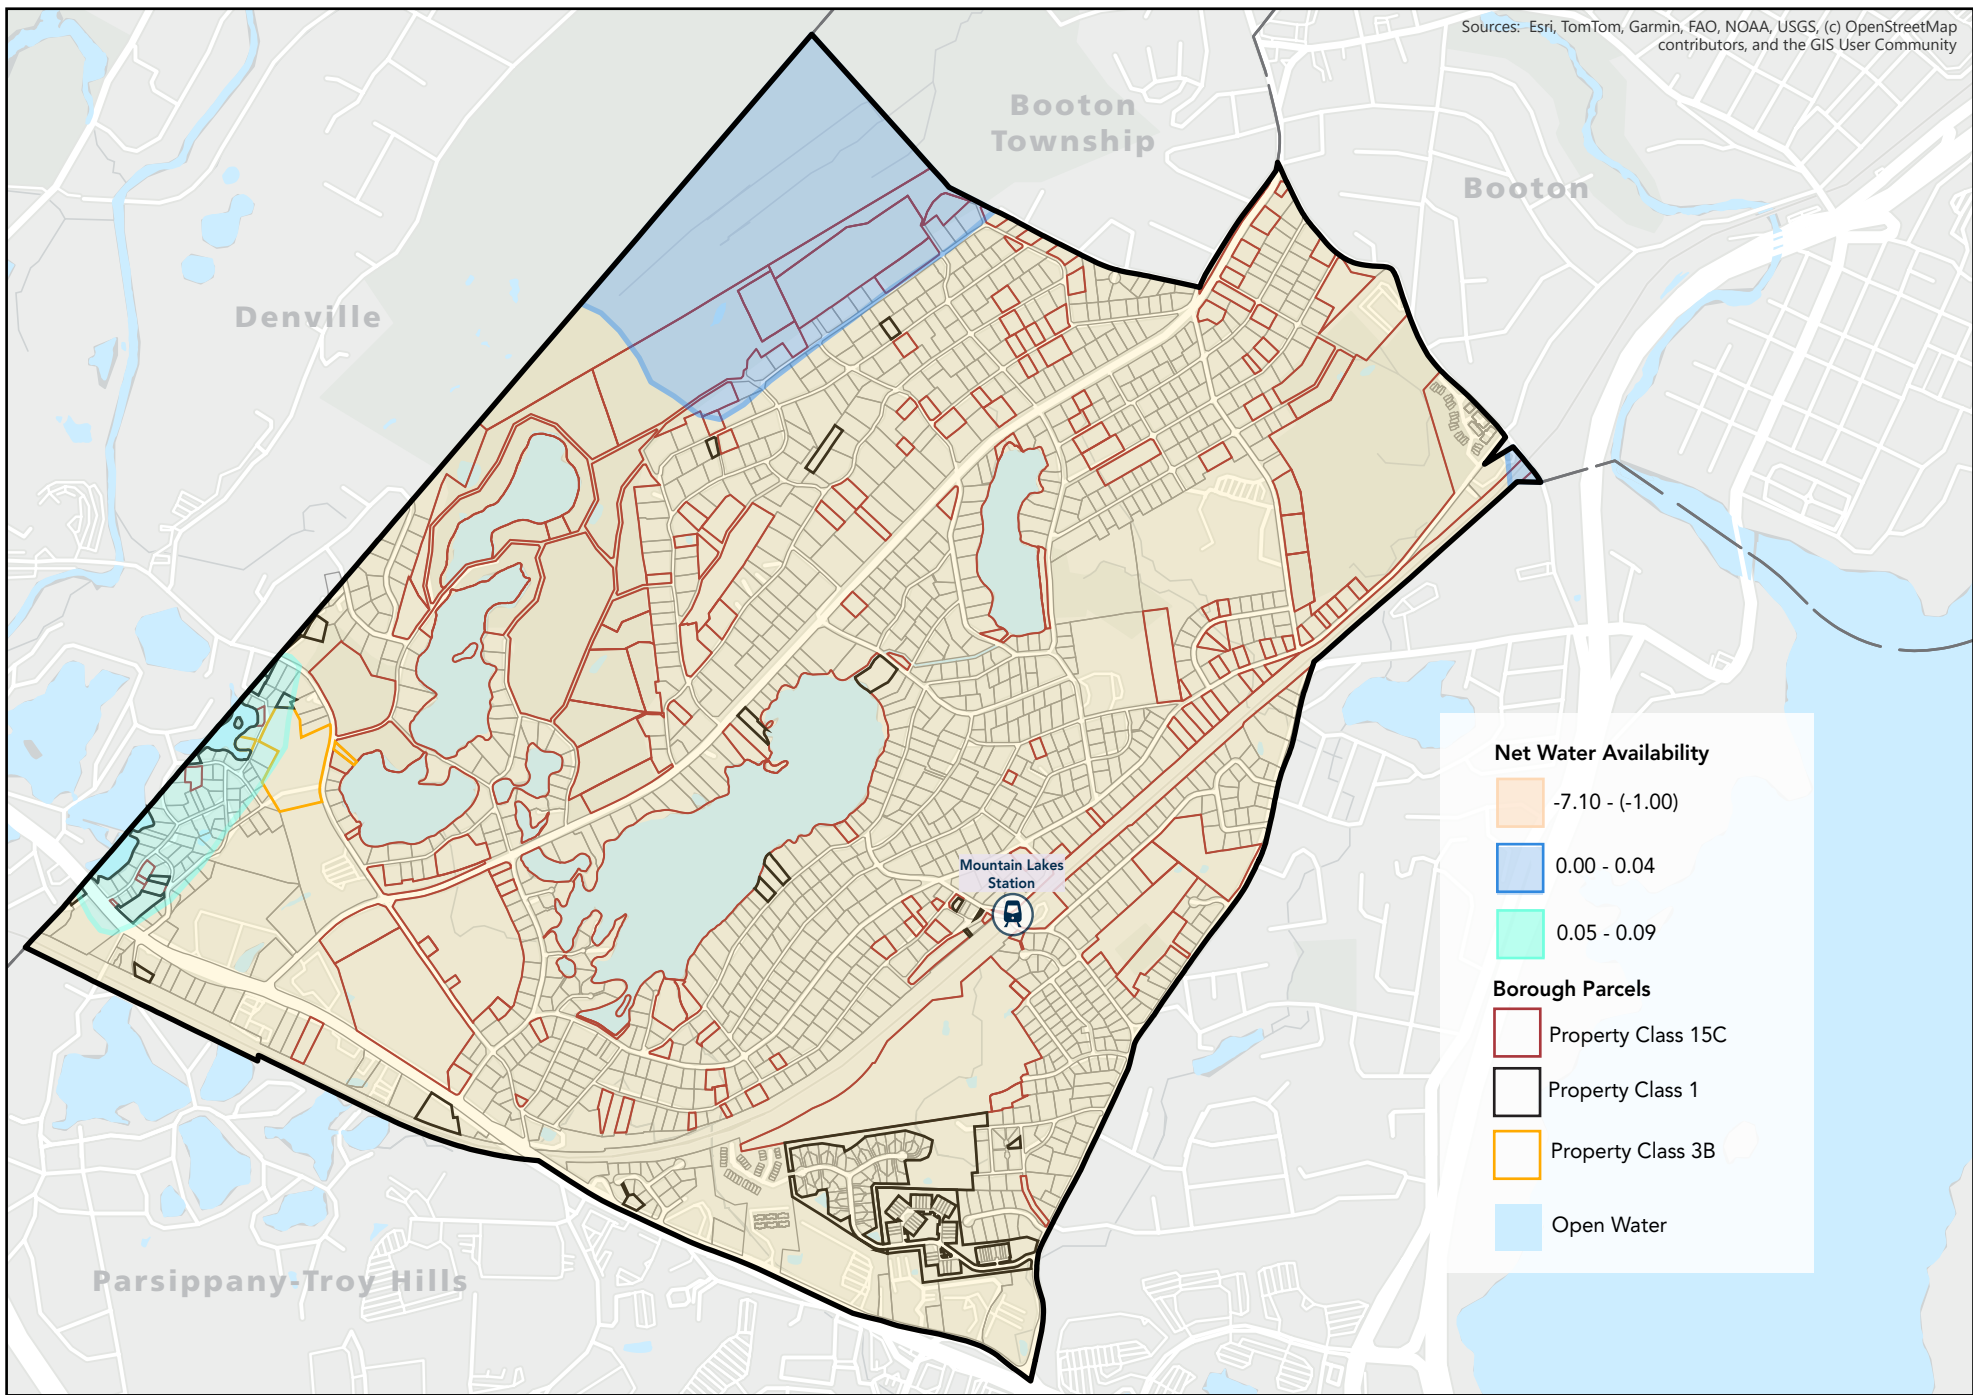 Sources: Esri, TomTom, Garmin, FAO, NOAA, USGS, (c) OpenStreetMap
contributors, and the GIS User Community
Booton
Township
Booton
Denville
Mountain Lakes
Station
Net Water Availability
-7.10 - (-1.00)
0.00 - 0.04
0.05 - 0.09
Borough Parcels
Property Class 15C
Property Class 1
Property Class 3B
Open Water
Parsippany-Troy Hills